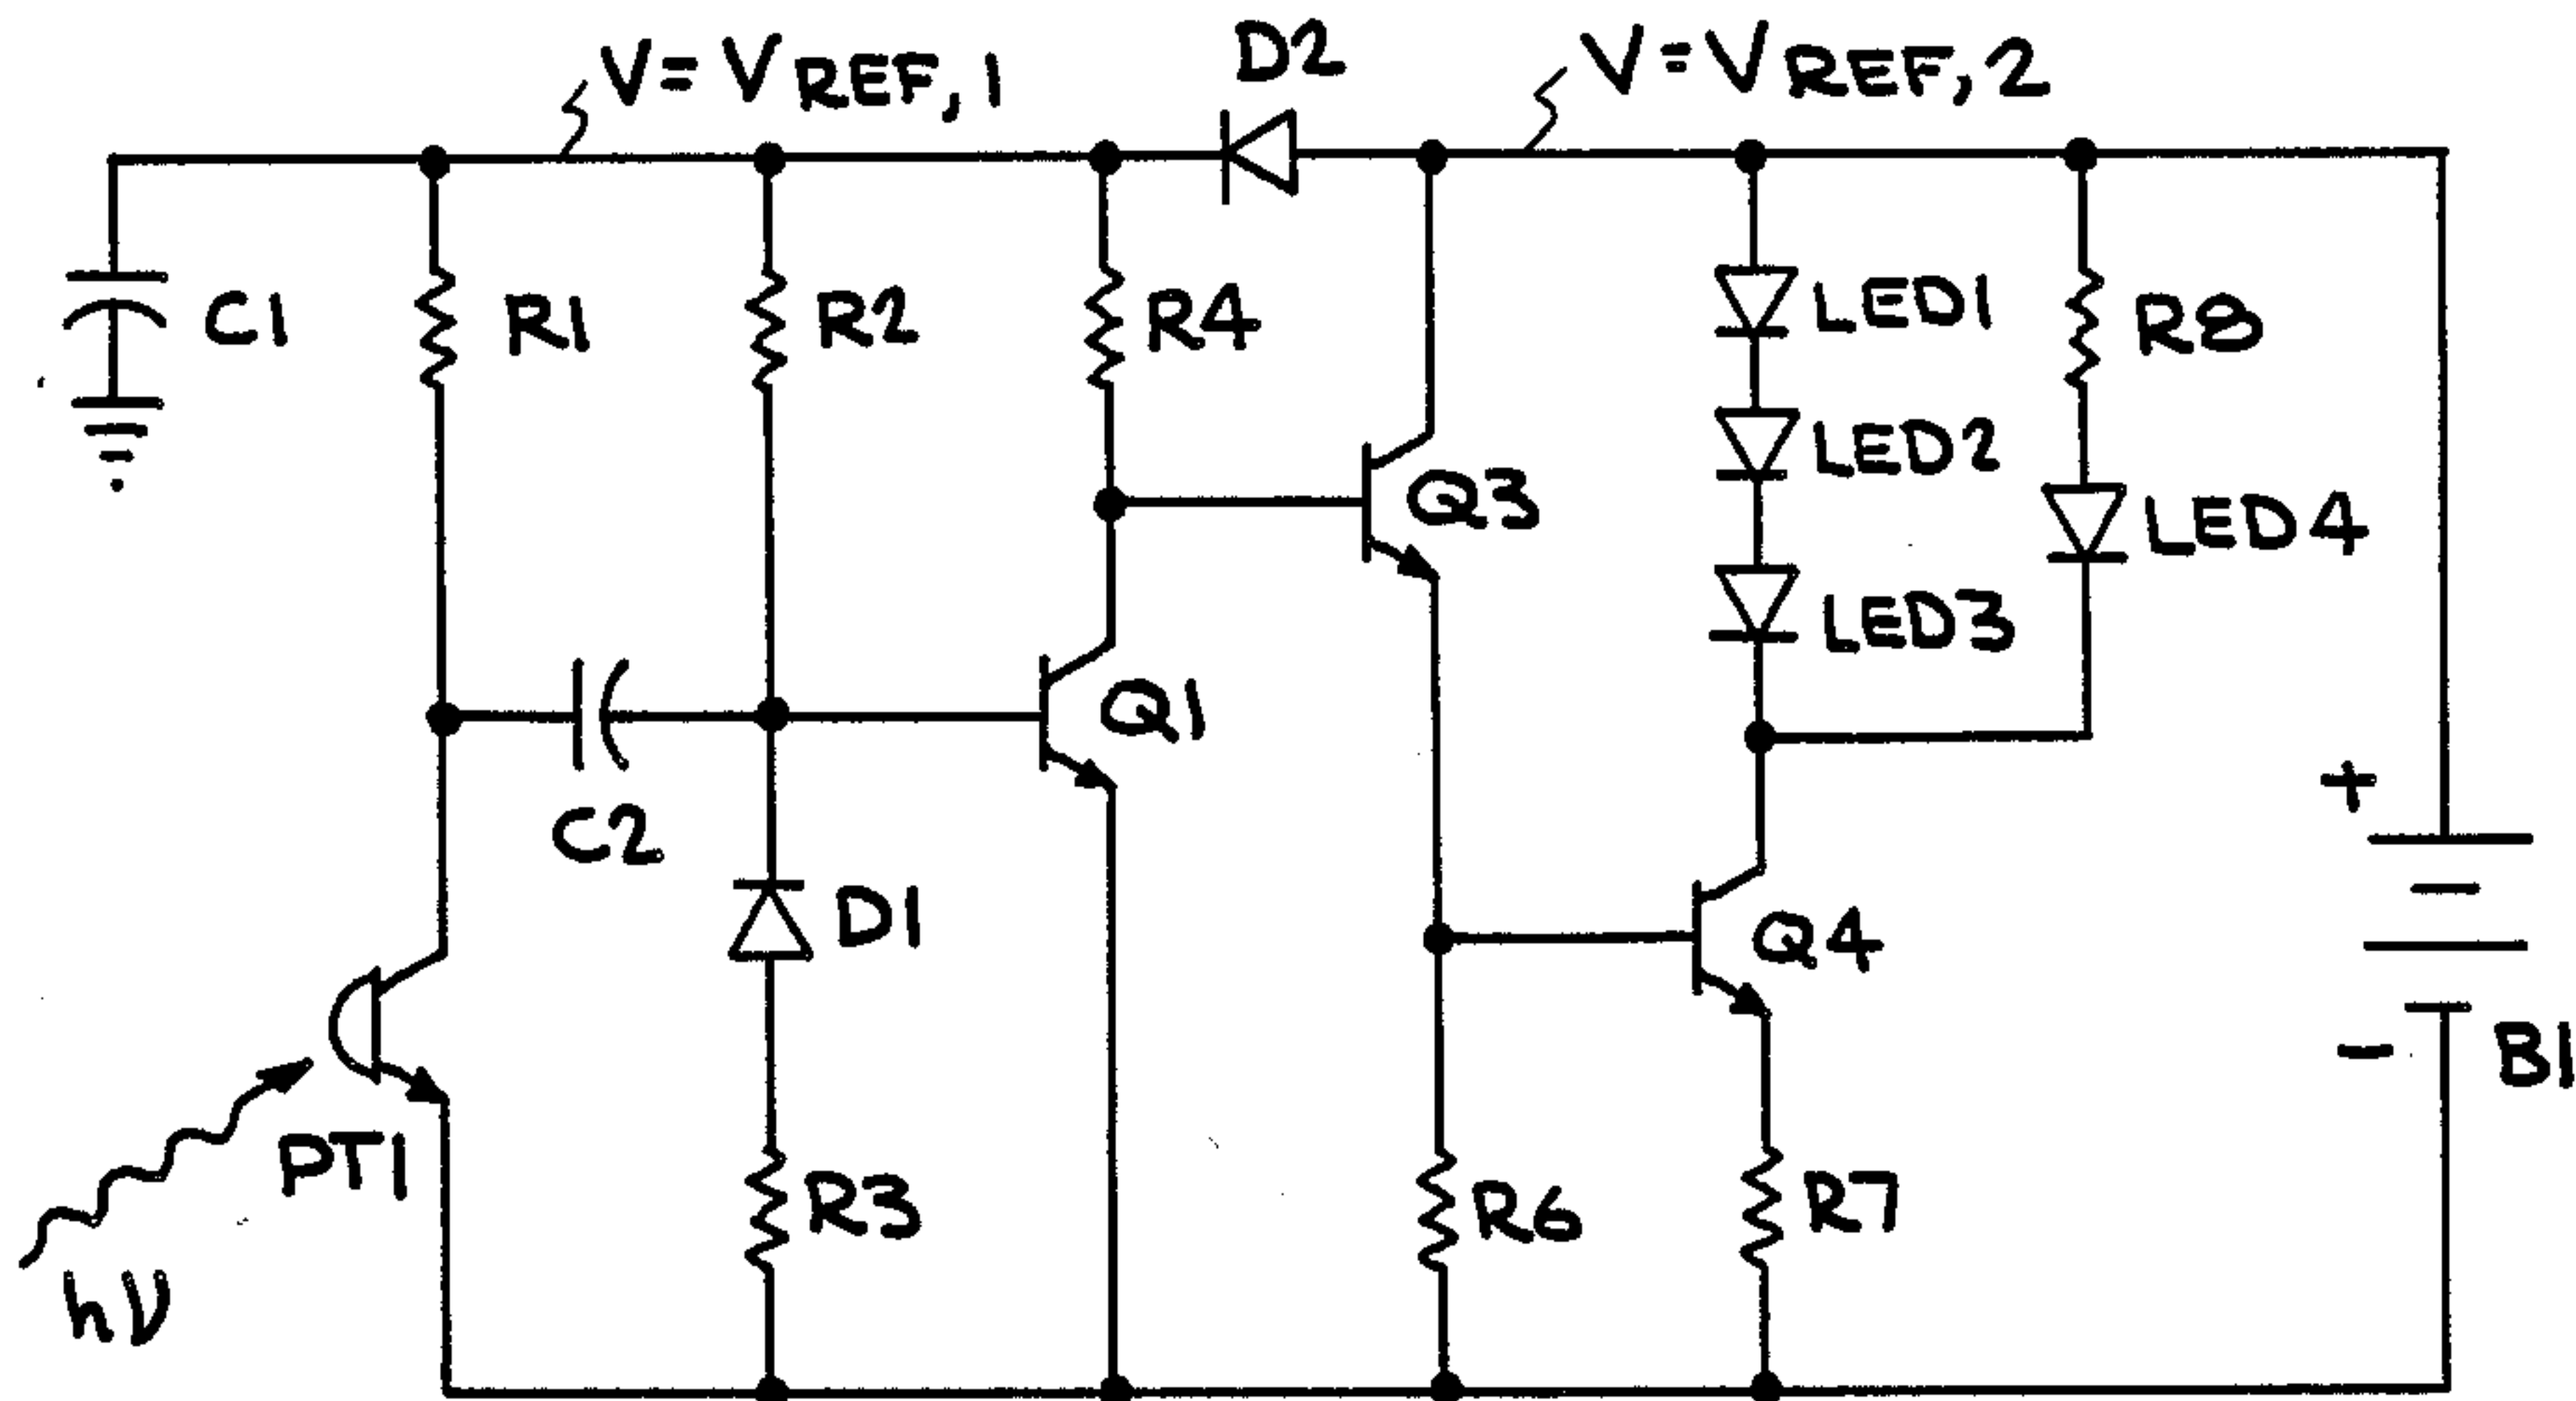 V=VREF,1
D2
V=VREF,2
C1
R1
R2
R4
LED1
R8
LED2
Q3
LED4
LED3
Q1
C2
+
D1
Q4
-
B1
PT1
R3
R6
R7
hν